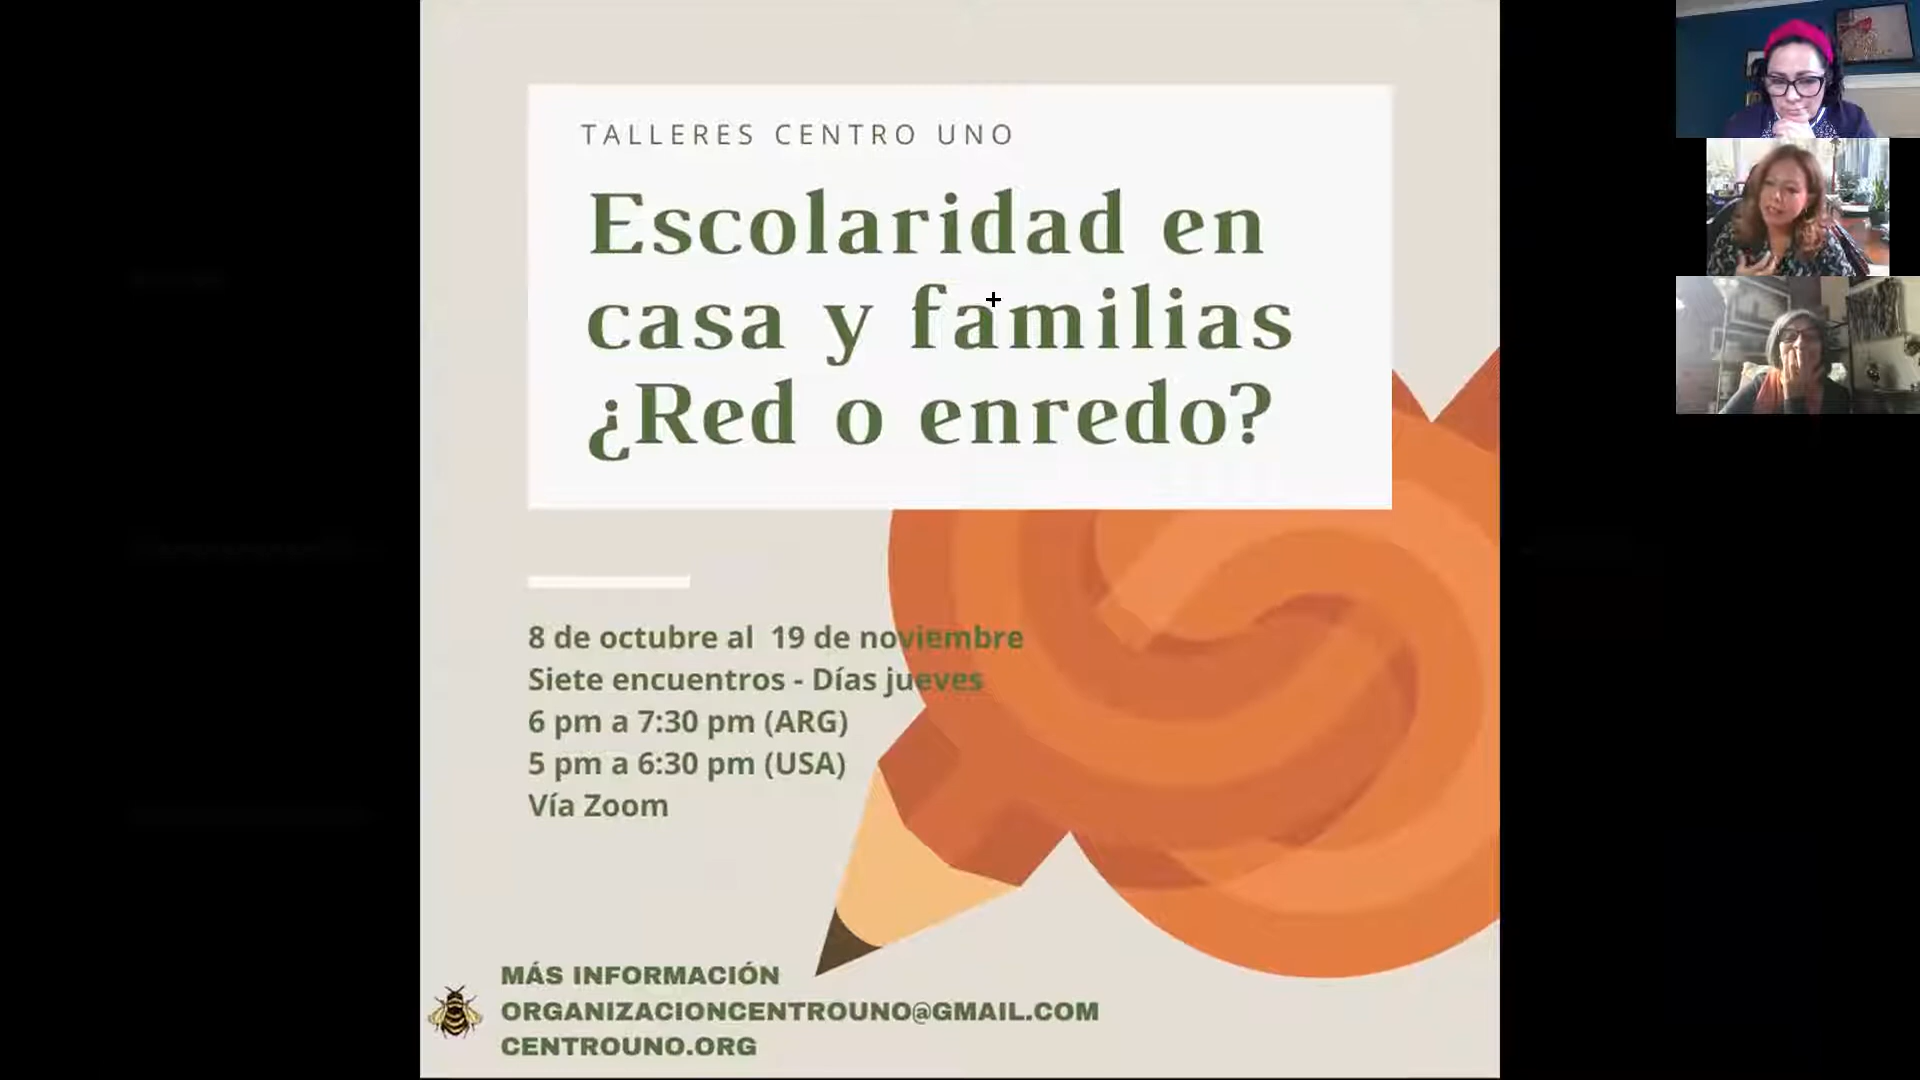 TALLERES CENTRO UNO
Escolaridad en
casa y familias
¿Red o enredo?
8 de octubre al 19 de noviembre
Siete encuentros - Días jueves
6 pm a 7:30 pm (ARG)
5 pm a 6:30 pm (USA)
Vía Zoom
MÁS INFORMACIÓN
ORGANIZACIONCENTROUNO@GMAIL.COM
CENTROUNO.ORG